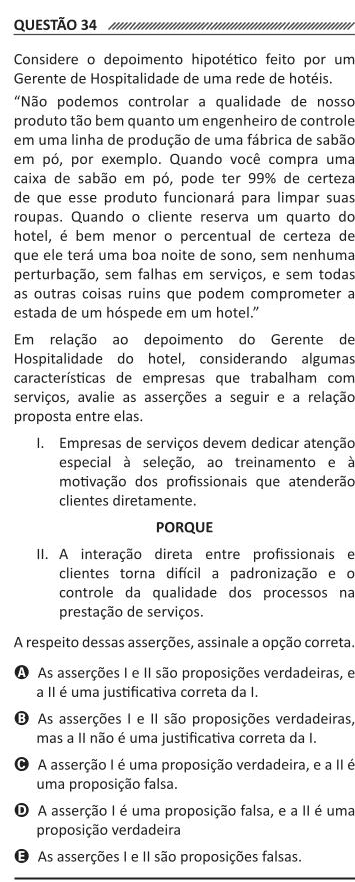 QUESTÃO 34
Considere o depoimento hipotético feito por um
Gerente de Hospitalidade de uma rede de hotéis.
“Não podemos controlar a qualidade de nosso
produto tão bem quanto um engenheiro de controle
em uma linha de produção de uma fábrica de sabão
em pó, por exemplo. Quando você compra uma
caixa de sabão em pó, pode ter 99% de certeza
de que esse produto funcionará para limpar suas
roupas. Quando o cliente reserva um quarto do
hotel, é bem menor o percentual de certeza de
que ele terá uma boa noite de sono, sem nenhuma
perturbação, sem falhas em serviços, e sem todas
as outras coisas ruins que podem comprometer a
estada de um hóspede em um hotel.”
Em relação ao depoimento do Gerente de
Hospitalidade do hotel, considerando algumas
características de empresas que trabalham com
serviços, avalie as asserções a seguir e a relação
proposta entre elas.
I. Empresas de serviços devem dedicar atenção
especial à seleção, ao treinamento e à
motivação dos profissionais que atenderão
clientes diretamente.
PORQUE
II. A interação direta entre profissionais e
clientes torna difícil a padronização e o
controle da qualidade dos processos na
prestação de serviços.
A respeito dessas asserções, assinale a opção correta.
A As asserções I e II são proposições verdadeiras, e
a II é uma justificativa correta da I.
B As asserções I e II são proposições verdadeiras,
mas a II não é uma justificativa correta da I.
C A asserção I é uma proposição verdadeira, e a II é
uma proposição falsa.
D A asserção I é uma proposição falsa, e a II é uma
proposição verdadeira
E As asserções I e II são proposições falsas.